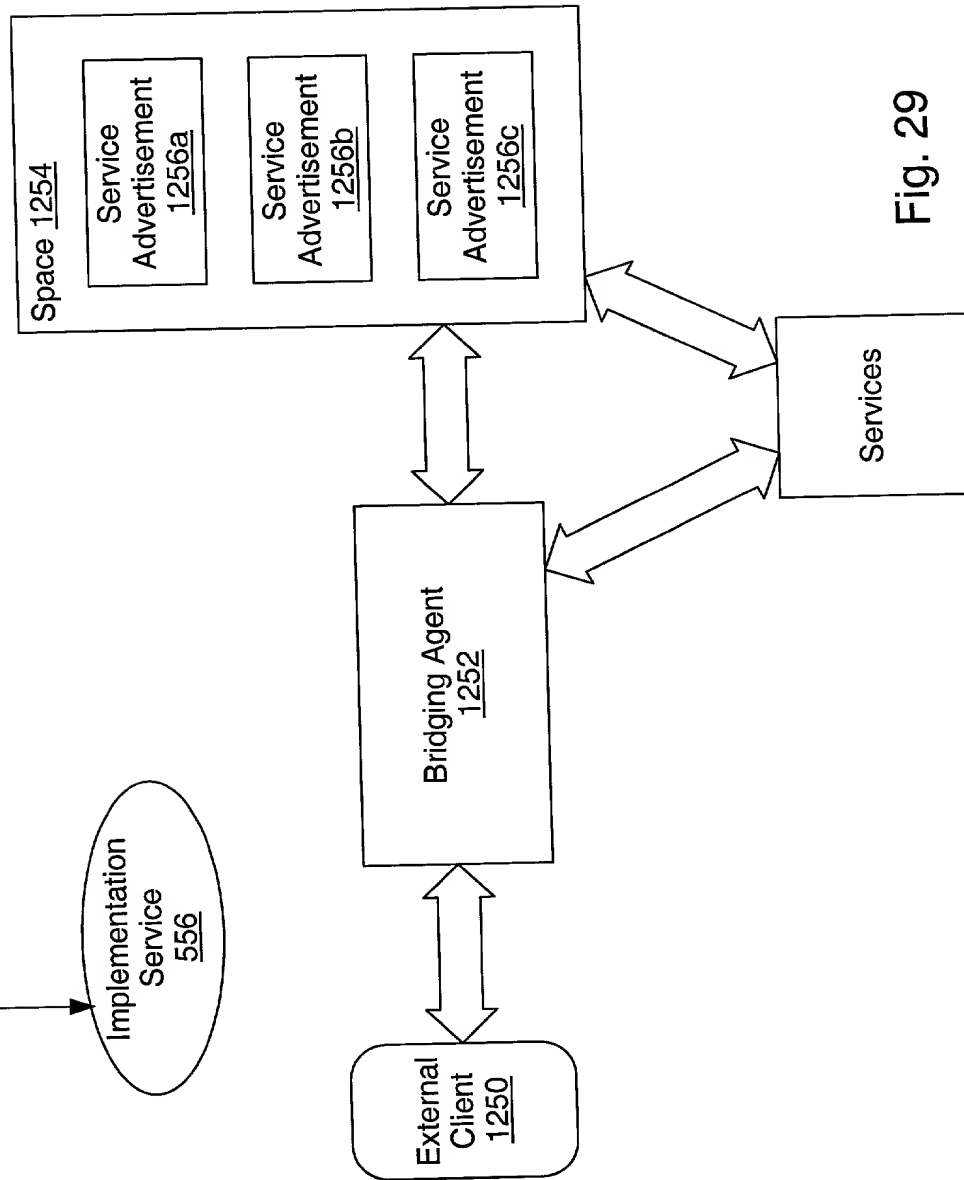 Implementation
Service
556
Space 1254
Service
Advertisement
1256a
Service
Advertisement
1256b
Service
Advertisement
1256c
Bridging Agent
1252
External
Client
1250
Services
Fig. 29